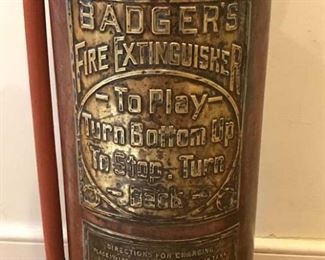 BADGER'S
FIRE EXTINGUISHER
To Play
Turn Bottom Up
To Stop. Turn
Back
DIRECTIONS FOR CHARGING